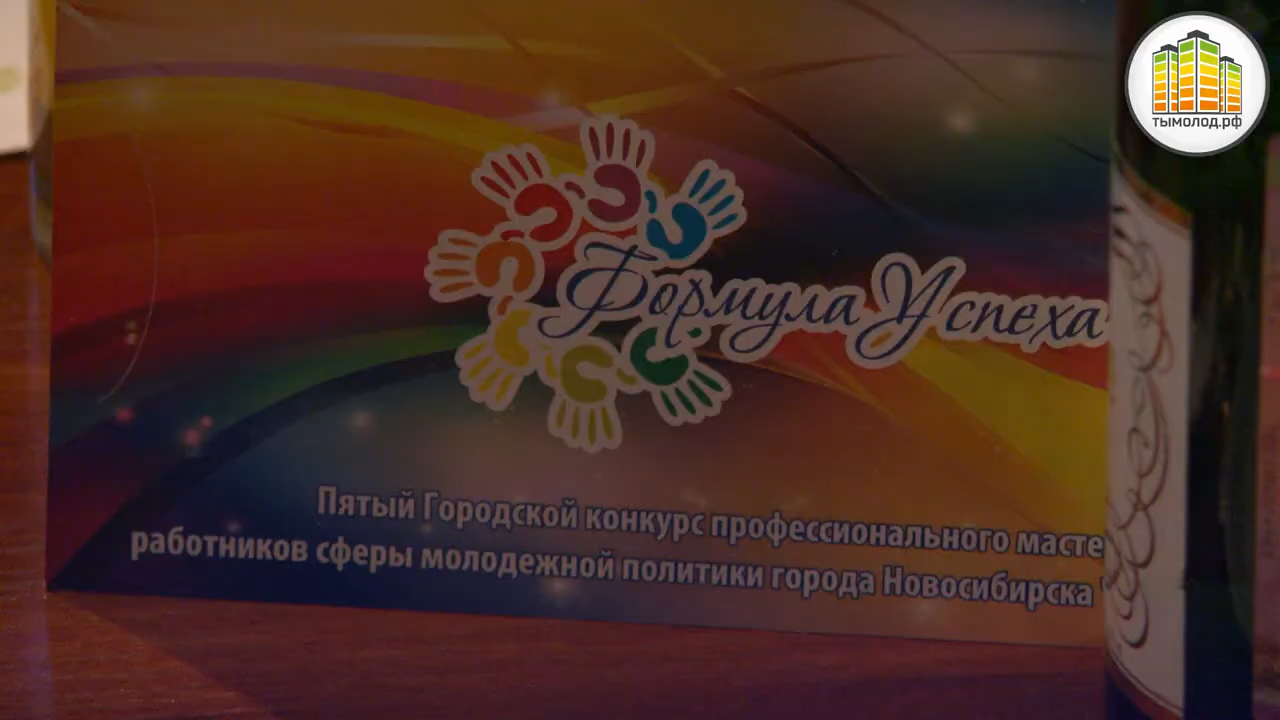 тымолод.рф
Формула Успеха
Пятый Городской конкурс профессионального масте
работников сферы молодежной политики города Новосибирска